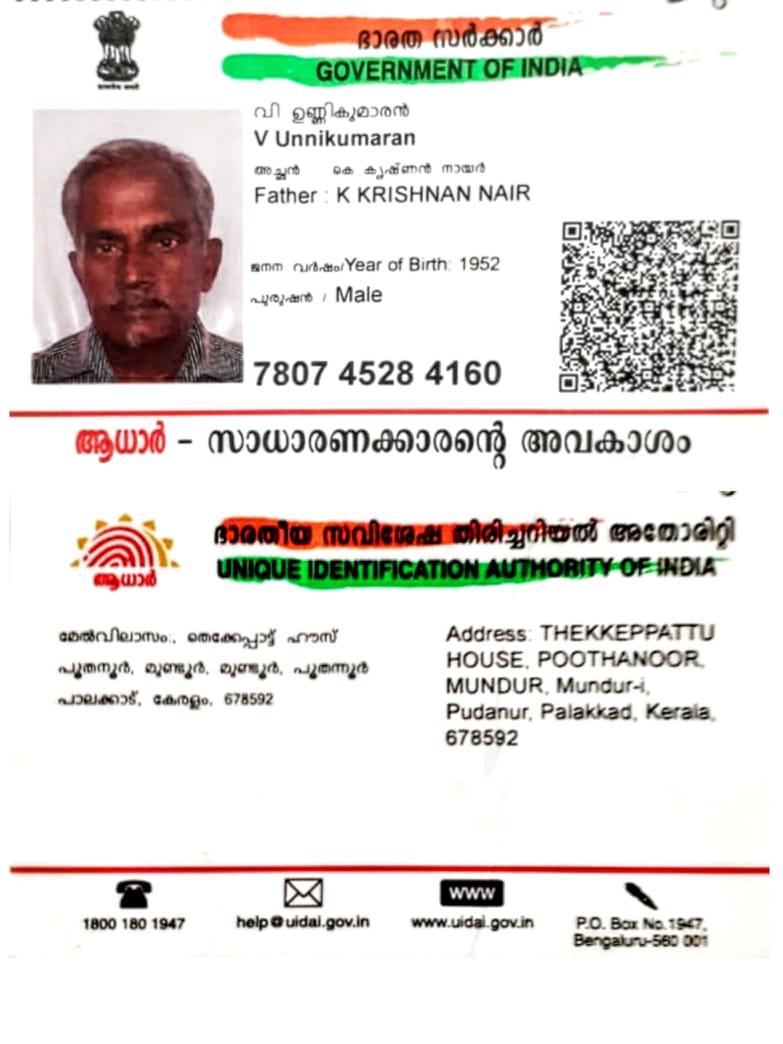 ഭാരത സർക്കാർ
GOVERNMENT OF INDIA
വി ഉണ്ണികുമാരൻ
V Unnikumaran
അച്ഛൻ കെ കൃഷ്ണൻ നായർ
Father : K KRISHNAN NAIR
ജനന വർഷം/Year of Birth: 1952
പുരുഷൻ / Male
7807 4528 4160
ആധാർ - സാധാരണക്കാരന്റെ അവകാശം
ഭാരതീയ സവിശേഷ തിരിച്ചറിയൽ അതോരിറ്റി
ആധാർ
UNIQUE IDENTIFICATION AUTHORITY OF INDIA
മേൽവിലാസം:, തെക്കേപ്പാട്ട് ഹൗസ്
പൂതനൂർ, മുണ്ടൂർ, മുണ്ടൂർ, പൂതന്നൂർ
പാലക്കാട്, കേരളം, 678592
Address: THEKKEPPATTU
HOUSE, POOTHANOOR,
MUNDUR, Mundur-i,
Pudanur, Palakkad, Kerala,
678592
1800 180 1947
help@uidai.gov.in
WWW
www.uidai.gov.in
P.O. Box No.1947,
Bengaluru-560 001